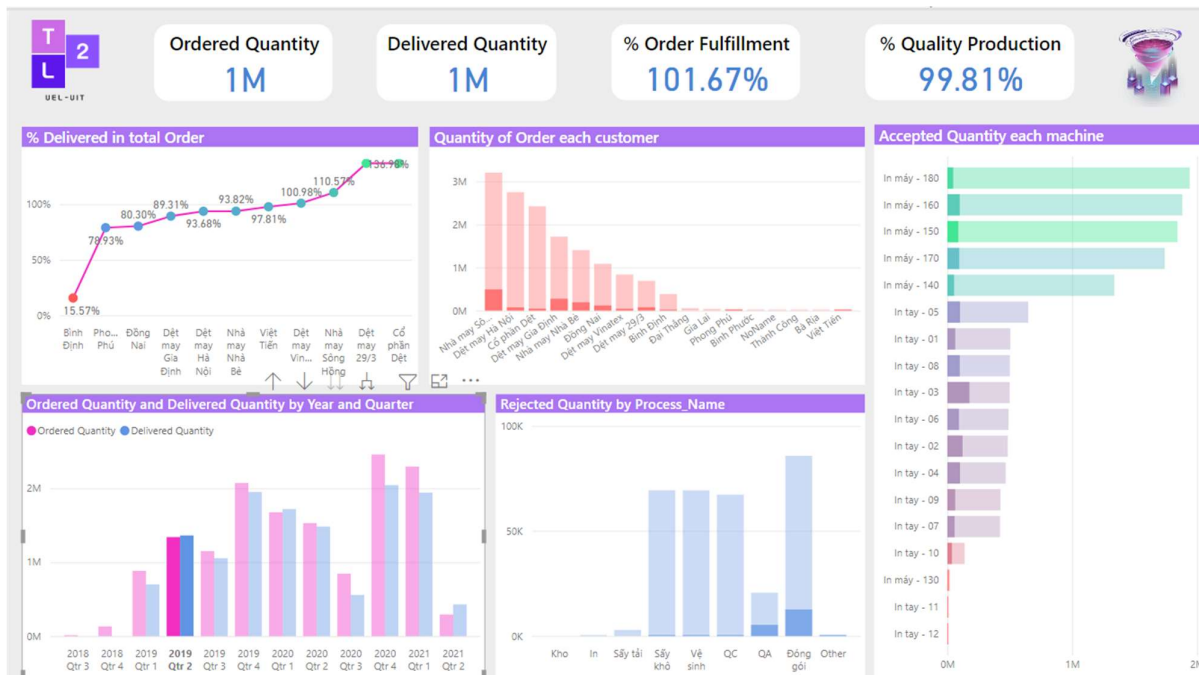 T
2
L
UEL-UIT
Ordered Quantity
1M
Delivered Quantity
1M
% Order Fulfillment
101.67%
% Quality Production
99.81%
% Delivered in total Order
100%
50%
0%
15.57%
78.93%
80.30%
89.31%
93.68%
93.82%
97.81%
100.98%
110.57%
136.98%
Bình Định
Pho... Phú
Đồng Nai
Dệt may Gia Định
Dệt may Hà Nội
Nhà may Nhà Bè
Việt Tiến
Dệt may Vin...
Nhà may Sông Hồng
Dệt may 29/3
Cổ phần Dệt
Quantity of Order each customer
3M
2M
1M
0M
Nhà may Sô...
Dệt may Hà Nội
Cổ phần Dệt
Dệt may Gia Định
Nhà may Nhà Bè
Đồng Nai
Dệt may Vinatex
Dệt may 29/3
Bình Định
Đại Thắng
Gia Lai
Phong Phú
Bình Phước
NoName
Thành Công
Bà Rịa
Việt Tiến
Accepted Quantity each machine
In máy - 180
In máy - 160
In máy - 150
In máy - 170
In máy - 140
In tay - 05
In tay - 01
In tay - 08
In tay - 03
In tay - 06
In tay - 02
In tay - 04
In tay - 09
In tay - 07
In tay - 10
In máy - 130
In tay - 11
In tay - 12
0M
1M
2M
Ordered Quantity and Delivered Quantity by Year and Quarter
Ordered Quantity
Delivered Quantity
2M
1M
0M
2018 Qtr 3
2018 Qtr 4
2019 Qtr 1
2019 Qtr 2
2019 Qtr 3
2019 Qtr 4
2020 Qtr 1
2020 Qtr 2
2020 Qtr 3
2020 Qtr 4
2021 Qtr 1
2021 Qtr 2
Rejected Quantity by Process_Name
100K
50K
0K
Kho
In
Sấy tải
Sấy khô
Vệ sinh
QC
QA
Đóng gói
Other